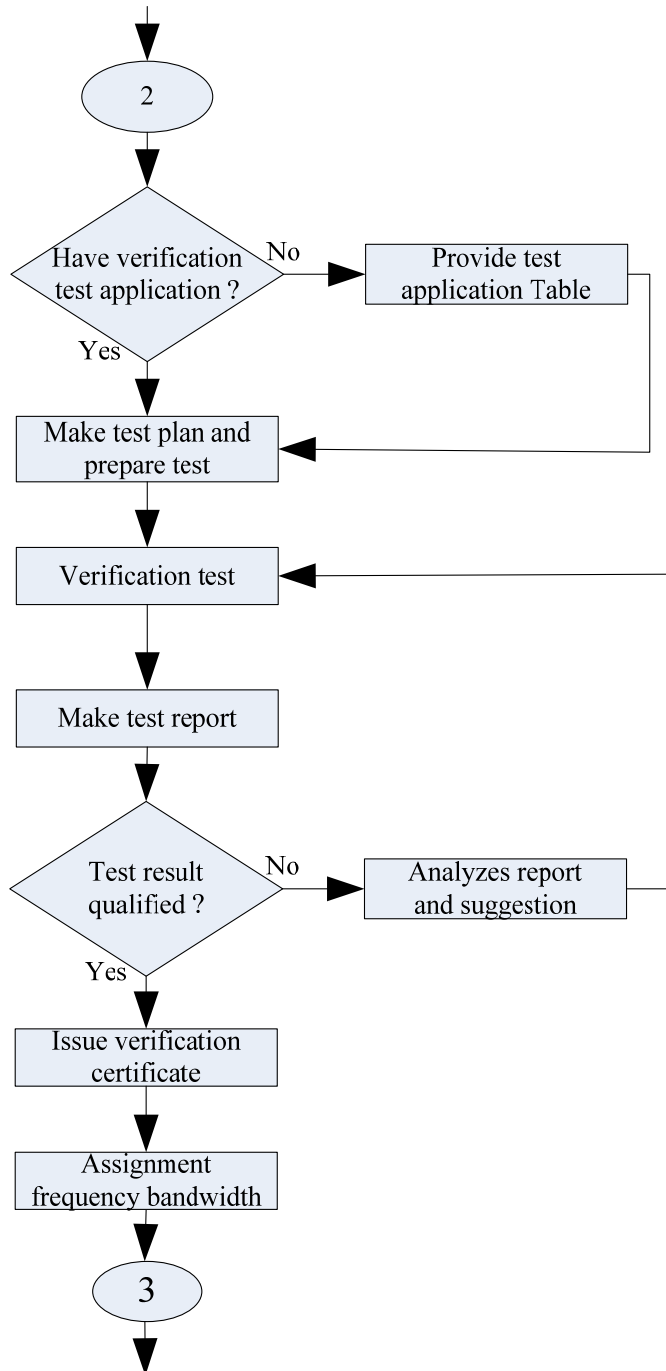 2
Have verification
test application ?
No
Provide test
application Table
Yes
Make test plan and
prepare test
Verification test
Make test report
Test result
qualified ?
No
Analyzes report
and suggestion
Yes
Issue verification
certificate
Assignment
frequency bandwidth
3